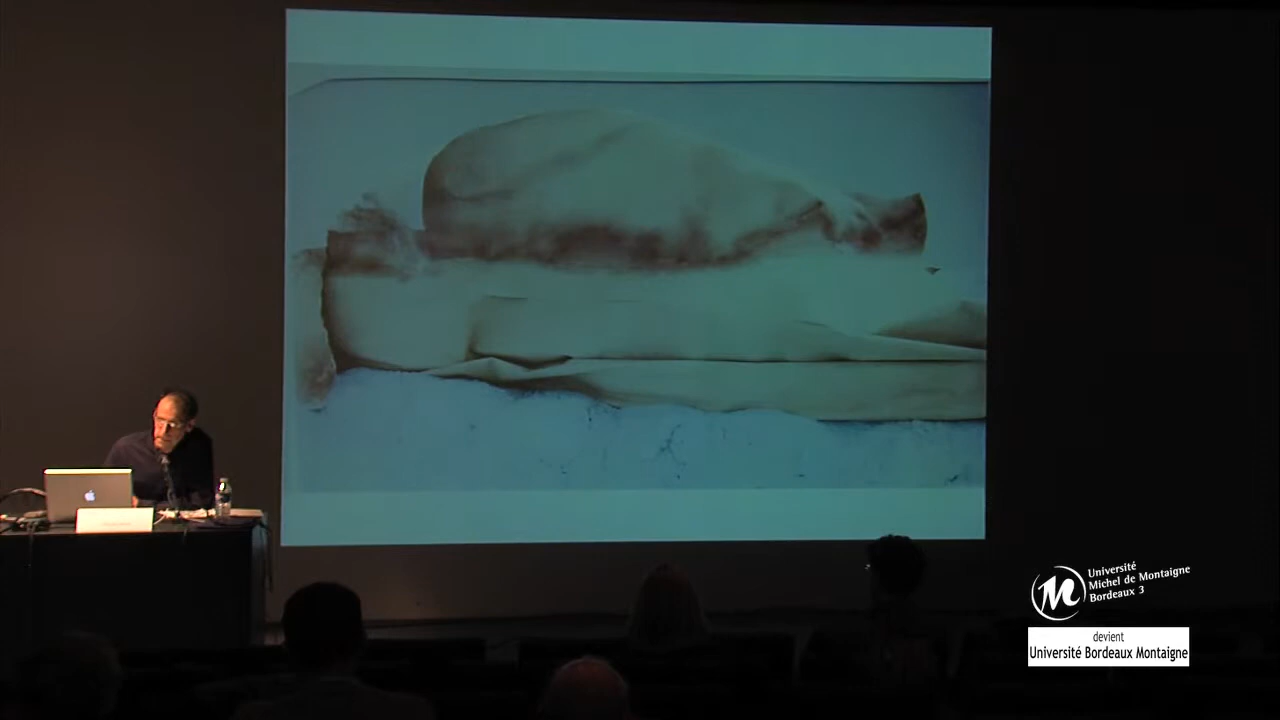 Université
Michel de Montaigne
Bordeaux 3
devient
Université Bordeaux Montaigne